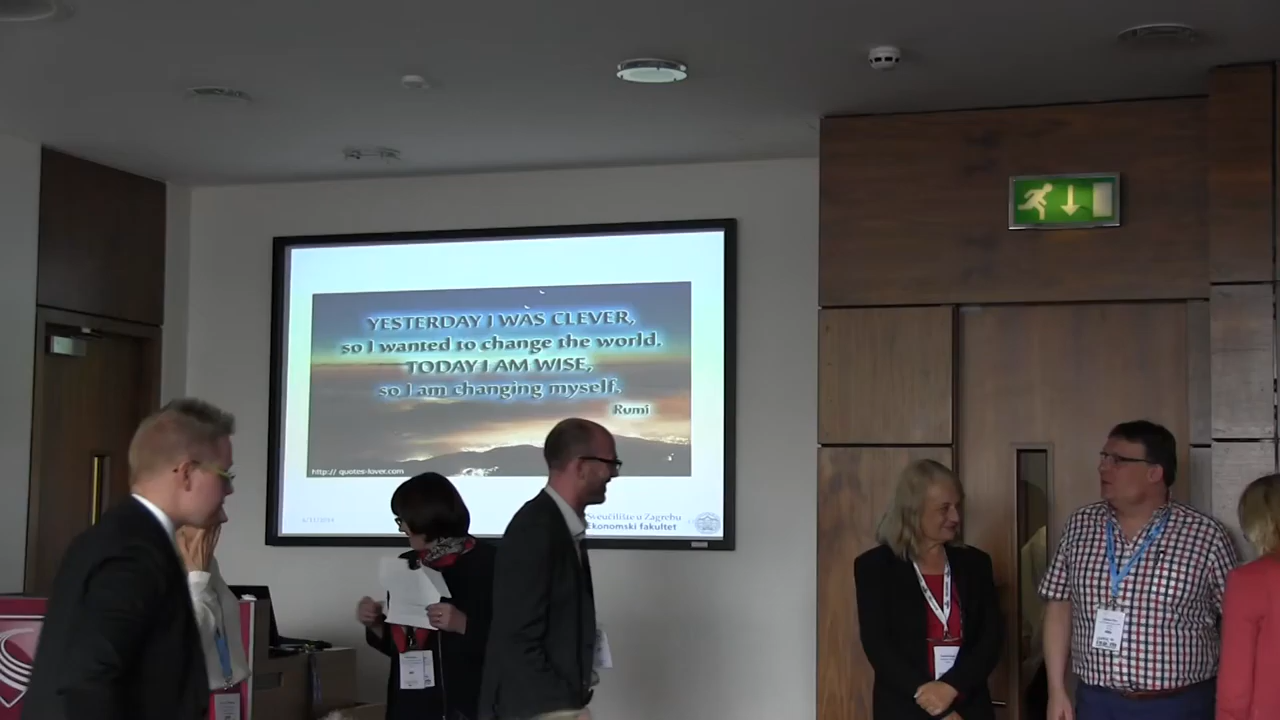 YESTERDAY I WAS CLEVER,
so I wanted to change the world.
TODAY I AM WISE,
so I am changing myself.
Rumi
http:// quotes-lover.com
Sveučilište u Zagrebu
Ekonomski fakultet